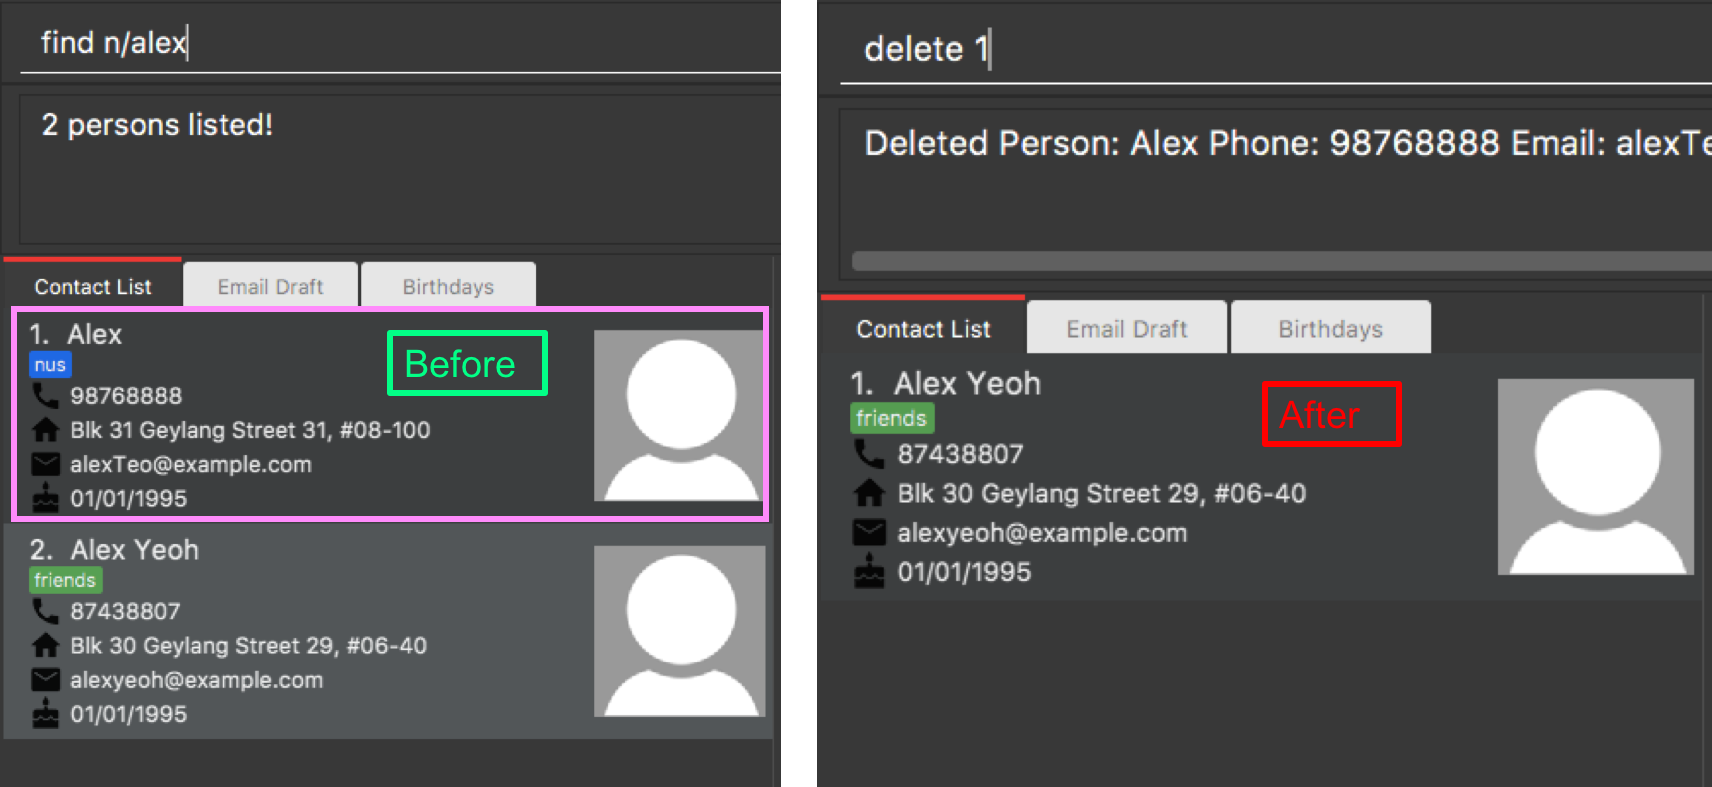 find n/alex
2 persons listed!
Contact List
Email Draft
Birthdays
1. Alex
Before
nus
98768888
Blk 31 Geylang Street 31, #08-100
alexTeo@example.com
01/01/1995
2. Alex Yeoh
friends
87438807
Blk 30 Geylang Street 29, #06-40
alexyeoh@example.com
01/01/1995
delete 1
Deleted Person: Alex Phone: 98768888 Email: alexTe
Contact List
Email Draft
Birthdays
1. Alex Yeoh
After
friends
87438807
Blk 30 Geylang Street 29, #06-40
alexyeoh@example.com
01/01/1995